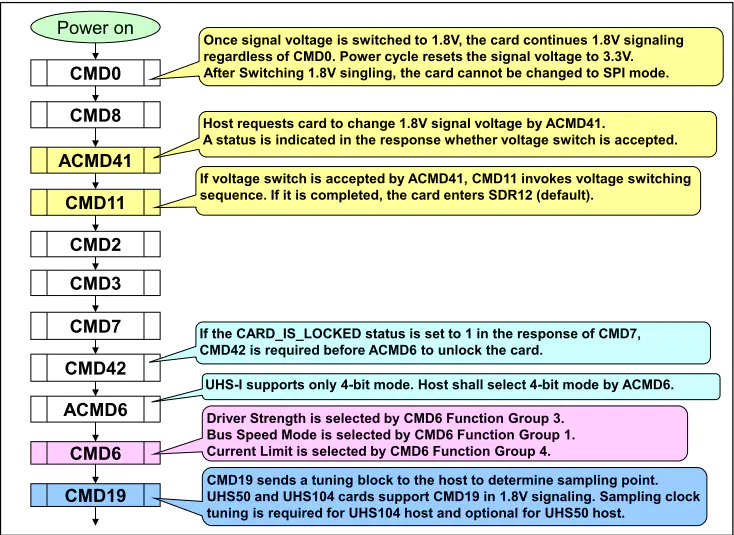 Power on
Once signal voltage is switched to 1.8V, the card continues 1.8V signaling
regardless of CMD0. Power cycle resets the signal voltage to 3.3V.
After Switching 1.8V singling, the card cannot be changed to SPI mode.
CMD0
CMD8
Host requests card to change 1.8V signal voltage by ACMD41.
A status is indicated in the response whether voltage switch is accepted.
ACMD41
If voltage switch is accepted by ACMD41, CMD11 invokes voltage switching
sequence. If it is completed, the card enters SDR12 (default).
CMD11
CMD2
CMD3
CMD7
If the CARD_IS_LOCKED status is set to 1 in the response of CMD7,
CMD42 is required before ACMD6 to unlock the card.
CMD42
UHS-I supports only 4-bit mode. Host shall select 4-bit mode by ACMD6.
ACMD6
Driver Strength is selected by CMD6 Function Group 3.
Bus Speed Mode is selected by CMD6 Function Group 1.
Current Limit is selected by CMD6 Function Group 4.
CMD6
CMD19 sends a tuning block to the host to determine sampling point.
UHS50 and UHS104 cards support CMD19 in 1.8V signaling. Sampling clock
tuning is required for UHS104 host and optional for UHS50 host.
CMD19